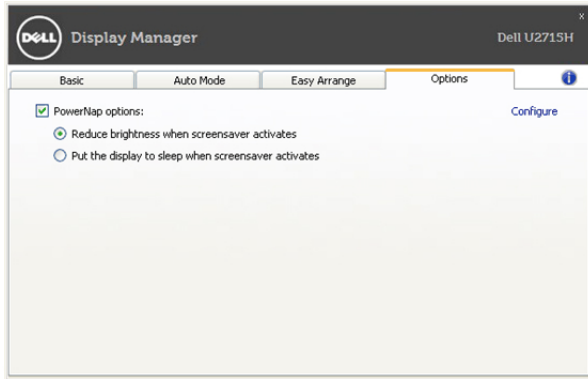 x
DELL Display Manager Dell U2715H
Basic Auto Mode Easy Arrange Options i
PowerNap options: Configure
Reduce brightness when screensaver activates
Put the display to sleep when screensaver activates